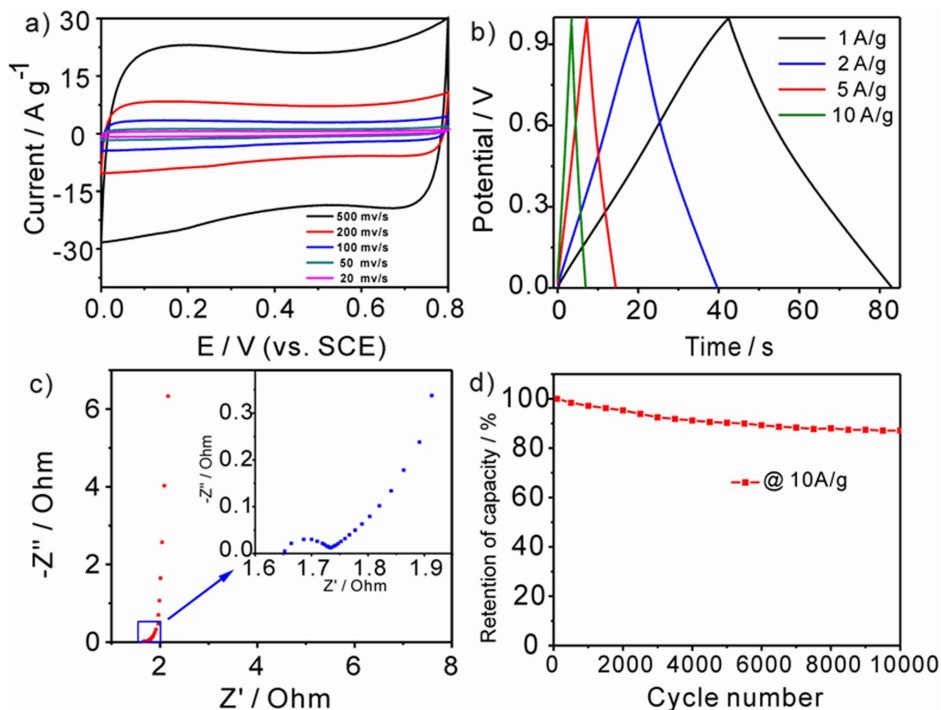 a)
30
15
0
-15
-30
Current / A g⁻¹
500 mv/s
200 mv/s
100 mv/s
50 mv/s
20 mv/s
0.0 0.2 0.4 0.6 0.8
E / V (vs. SCE)
b)
0.9
0.6
0.3
0.0
Potential / V
1 A/g
2 A/g
5 A/g
10 A/g
0 20 40 60 80
Time / s
c)
6
4
2
0
-Z'' / Ohm
0.3
0.2
0.1
0.0
-Z'' / Ohm
1.6 1.7 1.8 1.9
Z' / Ohm
2 4 6 8
Z' / Ohm
d)
100
80
60
40
20
0
Retention of capacity / %
@ 10A/g
0 2000 4000 6000 8000 10000
Cycle number